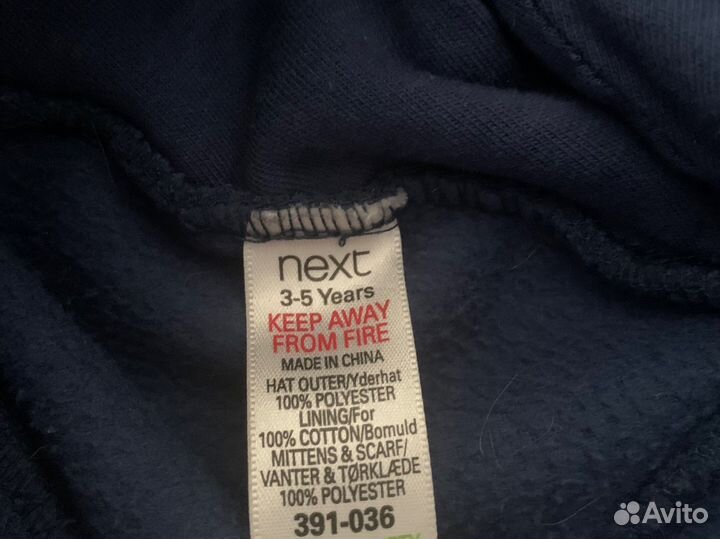 next
3-5 Years
KEEP AWAY
FROM FIRE
MADE IN CHINA
HAT OUTER/Yderhat
100% POLYESTER
LINING/For
100% COTTON/Bomuld
MITTENS & SCARF/
VANTER & TØRKLÆDE
100% POLYESTER
391-036
Avito